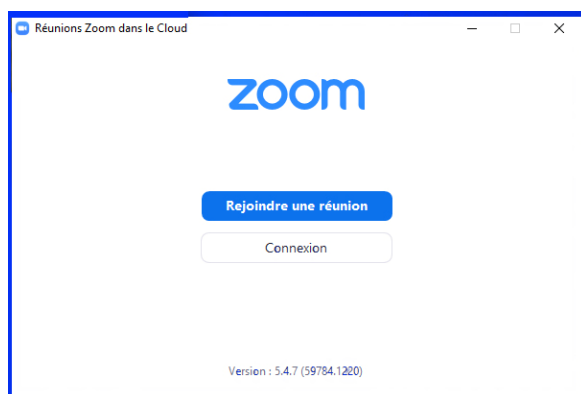 Réunions Zoom dans le Cloud
zoom
Rejoindre une réunion
Connexion
Version : 5.4.7 (59784.1220)